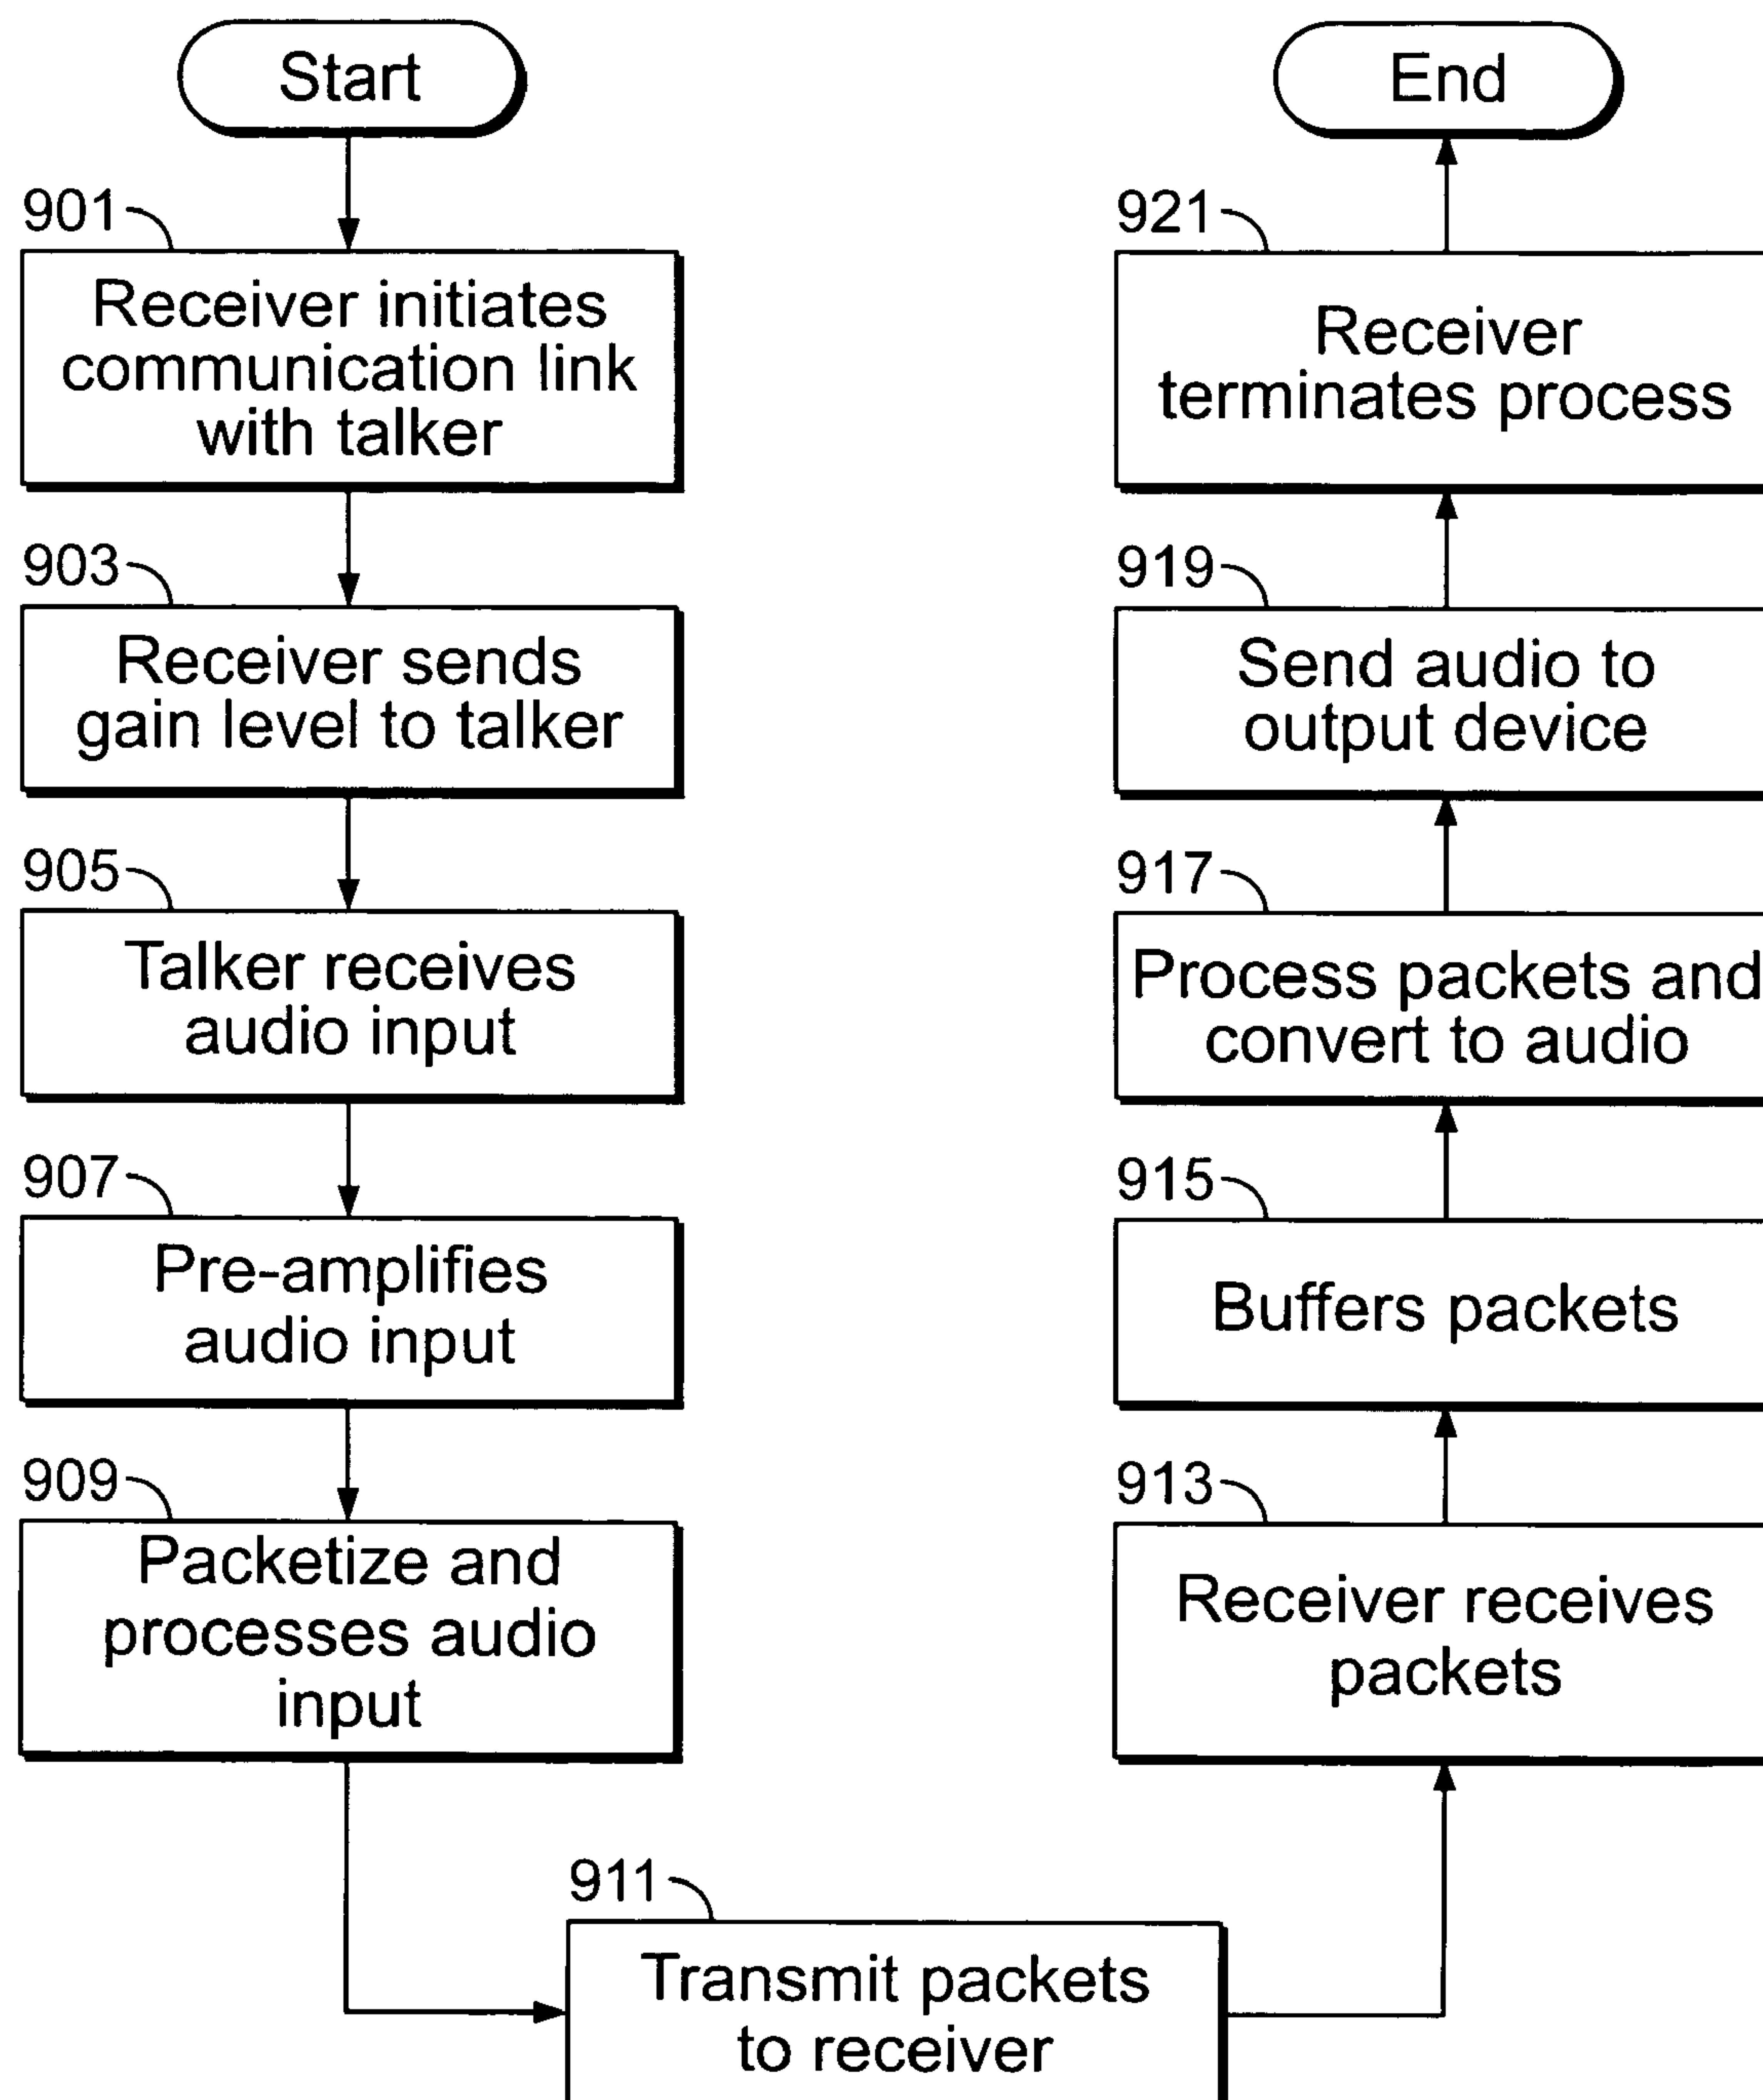 Start
901
Receiver initiates
communication link
with talker
903
Receiver sends
gain level to talker
905
Talker receives
audio input
907
Pre-amplifies
audio input
909
Packetize and
processes audio
input
911
Transmit packets
to receiver
913
Receiver receives
packets
915
Buffers packets
917
Process packets and
convert to audio
919
Send audio to
output device
921
Receiver
terminates process
End